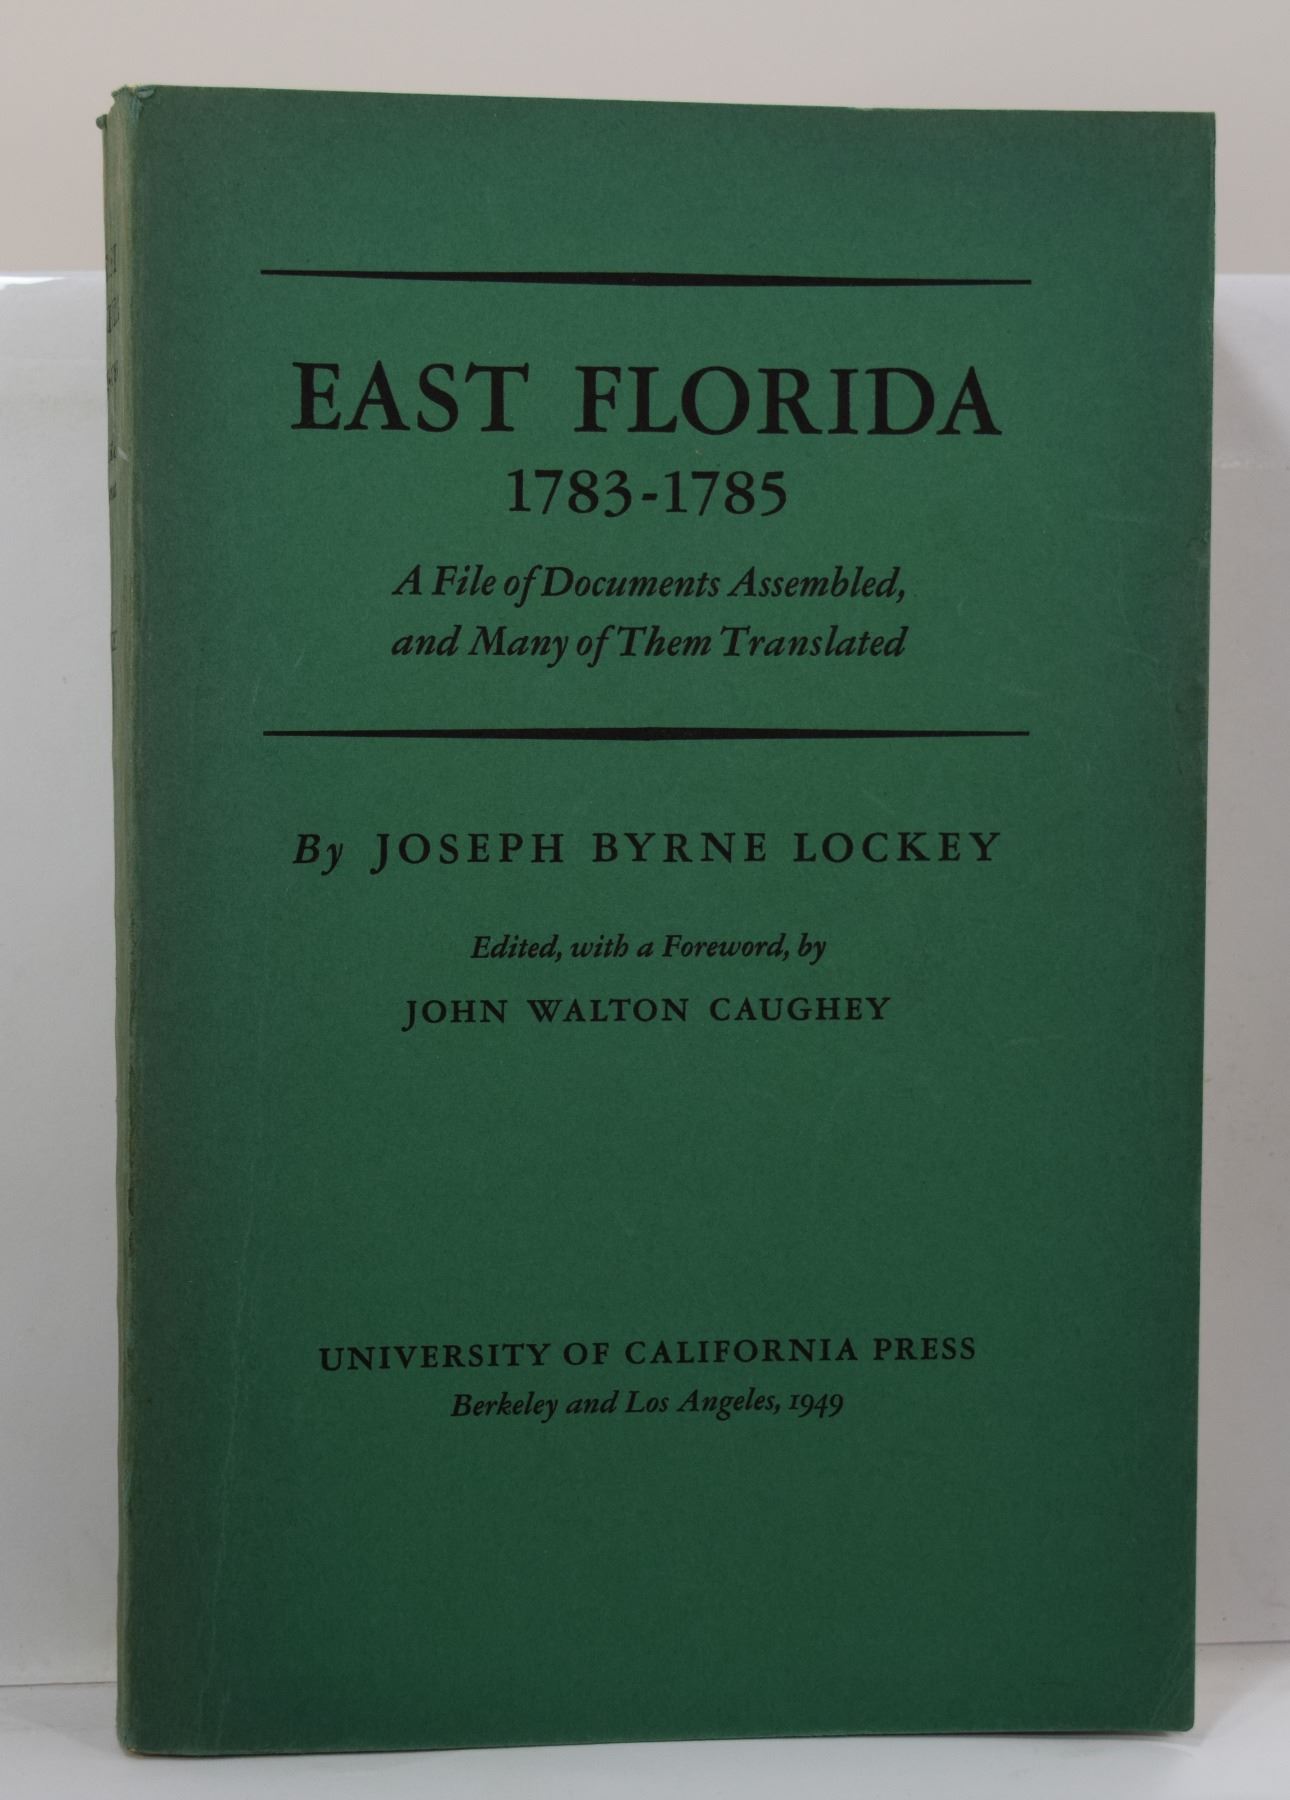 EAST FLORIDA
1783-1785
A File of Documents Assembled,
and Many of Them Translated
By JOSEPH BYRNE LOCKEY
Edited, with a Foreword, by
JOHN WALTON CAUGHEY
UNIVERSITY OF CALIFORNIA PRESS
Berkeley and Los Angeles, 1949